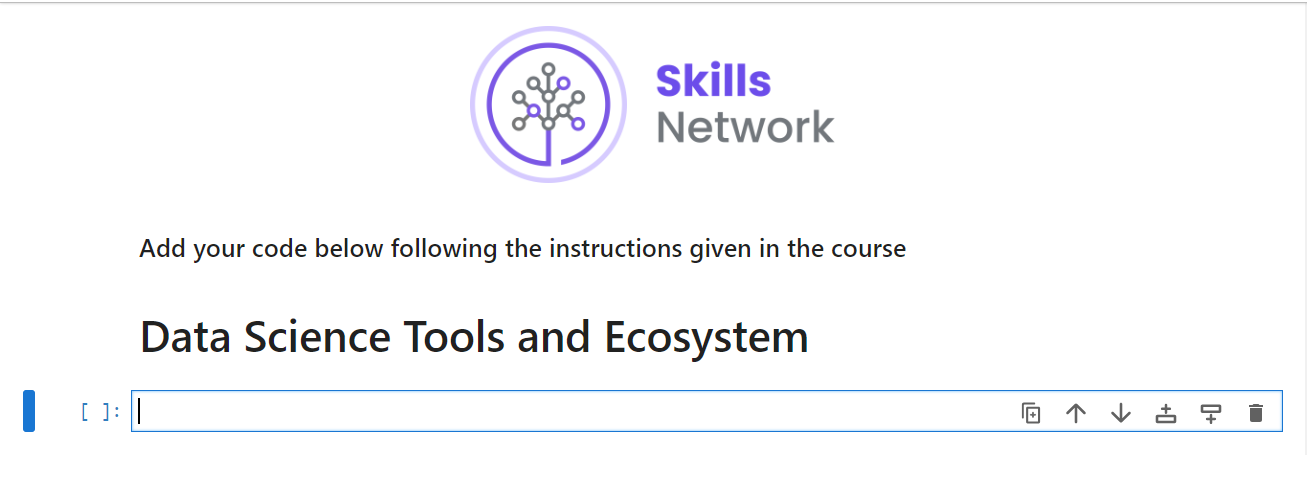 Skills
Network
Add your code below following the instructions given in the course
Data Science Tools and Ecosystem
[ ]: